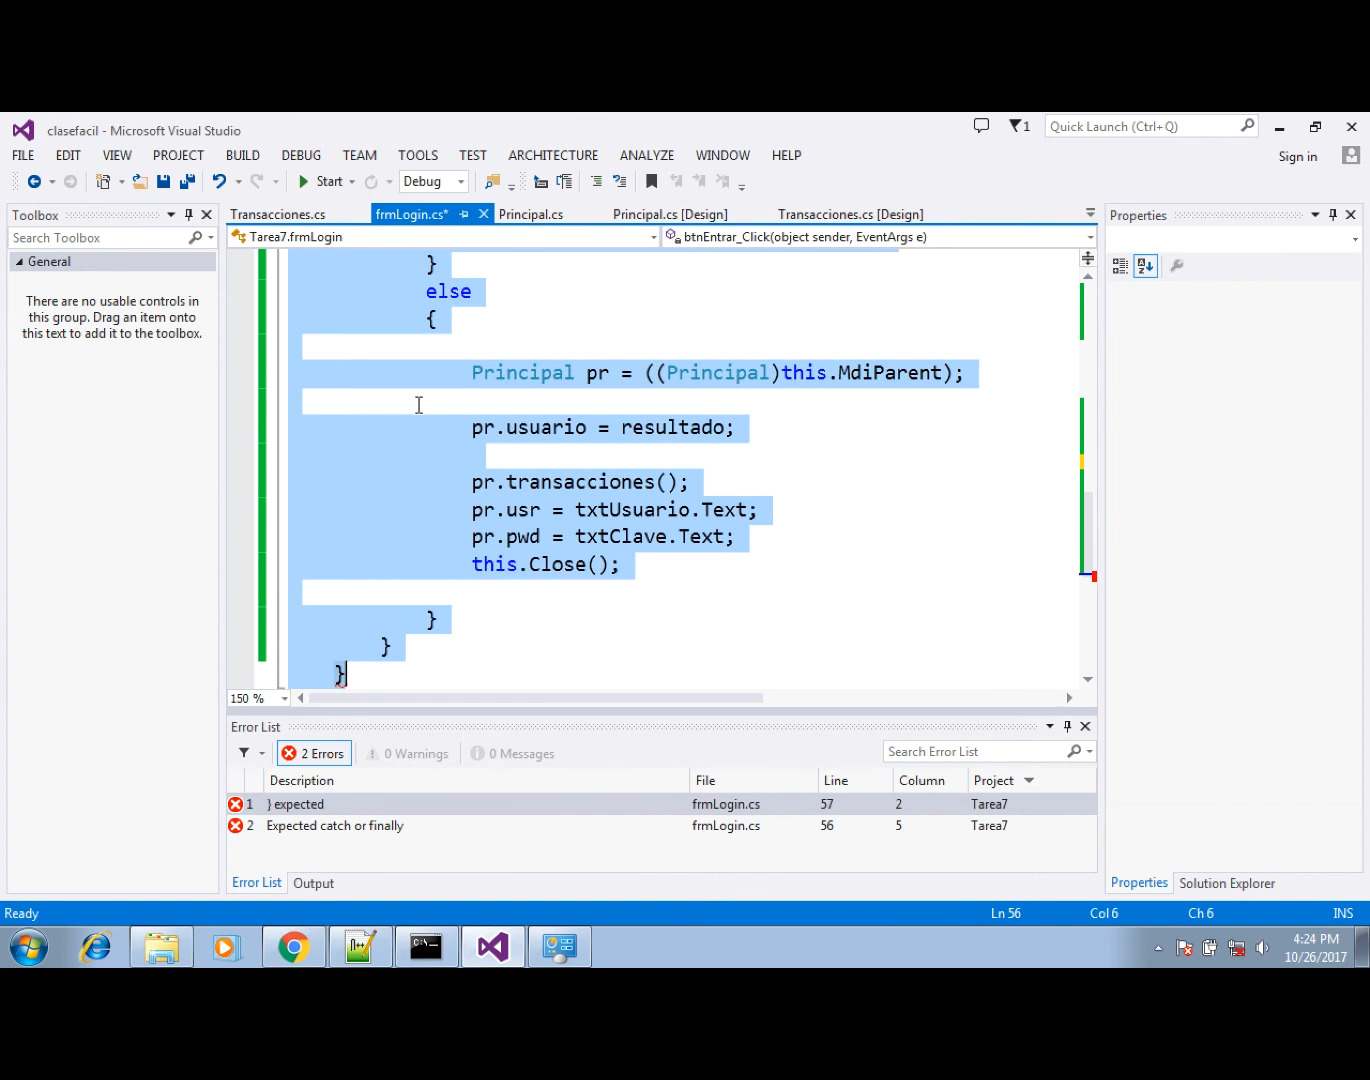 clasefacil - Microsoft Visual Studio
1
Quick Launch (Ctrl+Q)
FILE EDIT VIEW PROJECT BUILD DEBUG TEAM TOOLS TEST ARCHITECTURE ANALYZE WINDOW HELP
Sign in
Start Debug
Toolbox
Search Toolbox
General
There are no usable controls in
this group. Drag an item onto
this text to add it to the toolbox.
Transacciones.cs frmLogin.cs* Principal.cs Principal.cs [Design] Transacciones.cs [Design]
Tarea7.frmLogin btnEntrar_Click(object sender, EventArgs e)
}
else
{
Principal pr = ((Principal)this.MdiParent);
pr.usuario = resultado;
pr.transacciones();
pr.usr = txtUsuario.Text;
pr.pwd = txtClave.Text;
this.Close();
}
}
}
150 %
Properties
Error List
2 Errors 0 Warnings 0 Messages Search Error List
Description File Line Column Project
1 } expected frmLogin.cs 57 2 Tarea7
2 Expected catch or finally frmLogin.cs 56 5 Tarea7
Error List Output
Properties Solution Explorer
Ready Ln 56 Col 6 Ch 6 INS
4:24 PM
10/26/2017